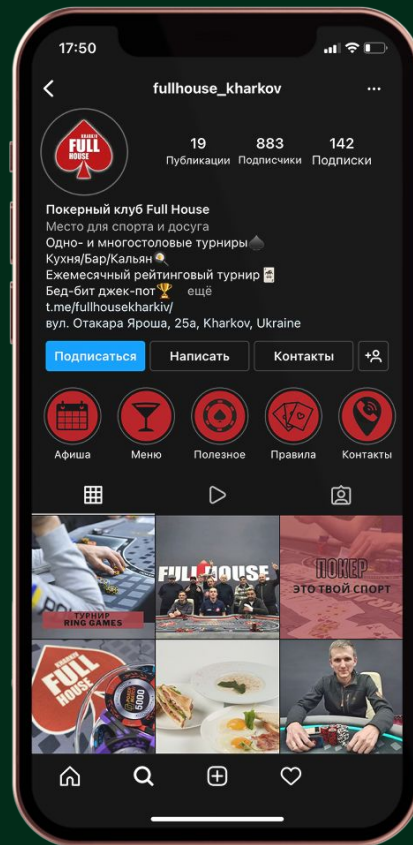 17:50
fullhouse_kharkov
KHARKIV
FULL
HOUSE
19 883 142
Публикации Подписчики Подписки
Покерный клуб Full House
Место для спорта и досуга
Одно- и многостоловые турниры
Кухня/Бар/Кальян
Ежемесячный рейтинговый турнир
Бед-бит джек-пот ещё
t.me/fullhousekharkiv/
вул. Отакара Яроша, 25а, Kharkov, Ukraine
Подписаться Написать Контакты
Афиша Меню Полезное Правила Контакты
ТУРНИР
RING GAMES
FULL HOUSE
ПОКЕР
ЭТО ТВОЙ СПОРТ
KHARKIV
FULL
HOUSE
5000